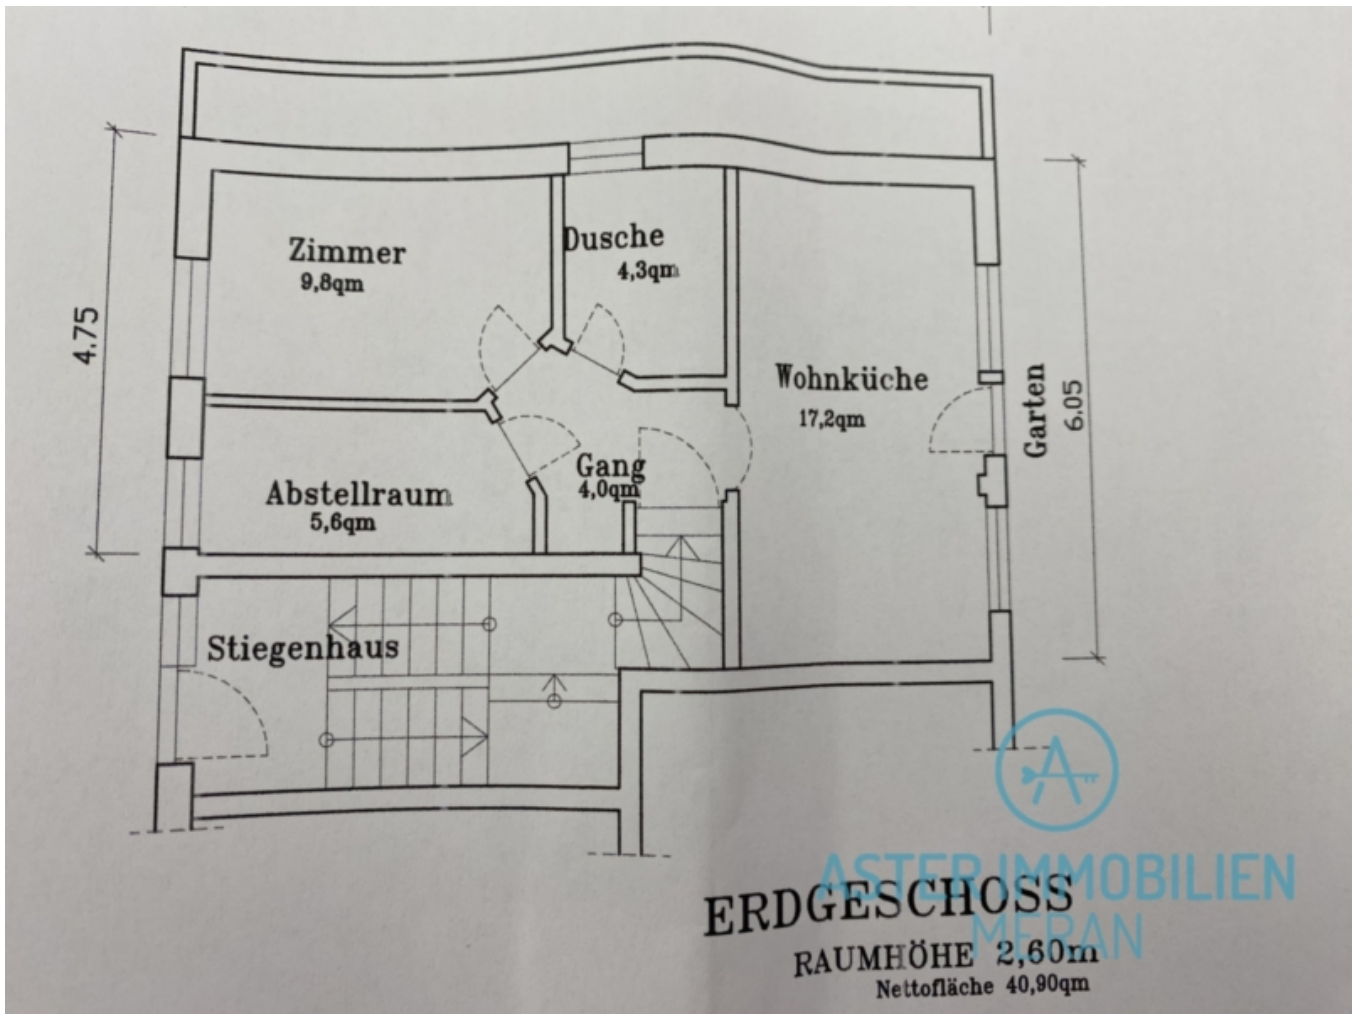 Zimmer
9,8qm
Dusche
4,3qm
4.75
Wohnküche
17,2qm
Garten
6.05
Gang
4,0qm
Abstellraum
5,6qm
Stiegenhaus
ASTER IMMOBILIEN
MERAN
ERDGESCHOSS
RAUMHÖHE 2,60m
Nettofläche 40,90qm